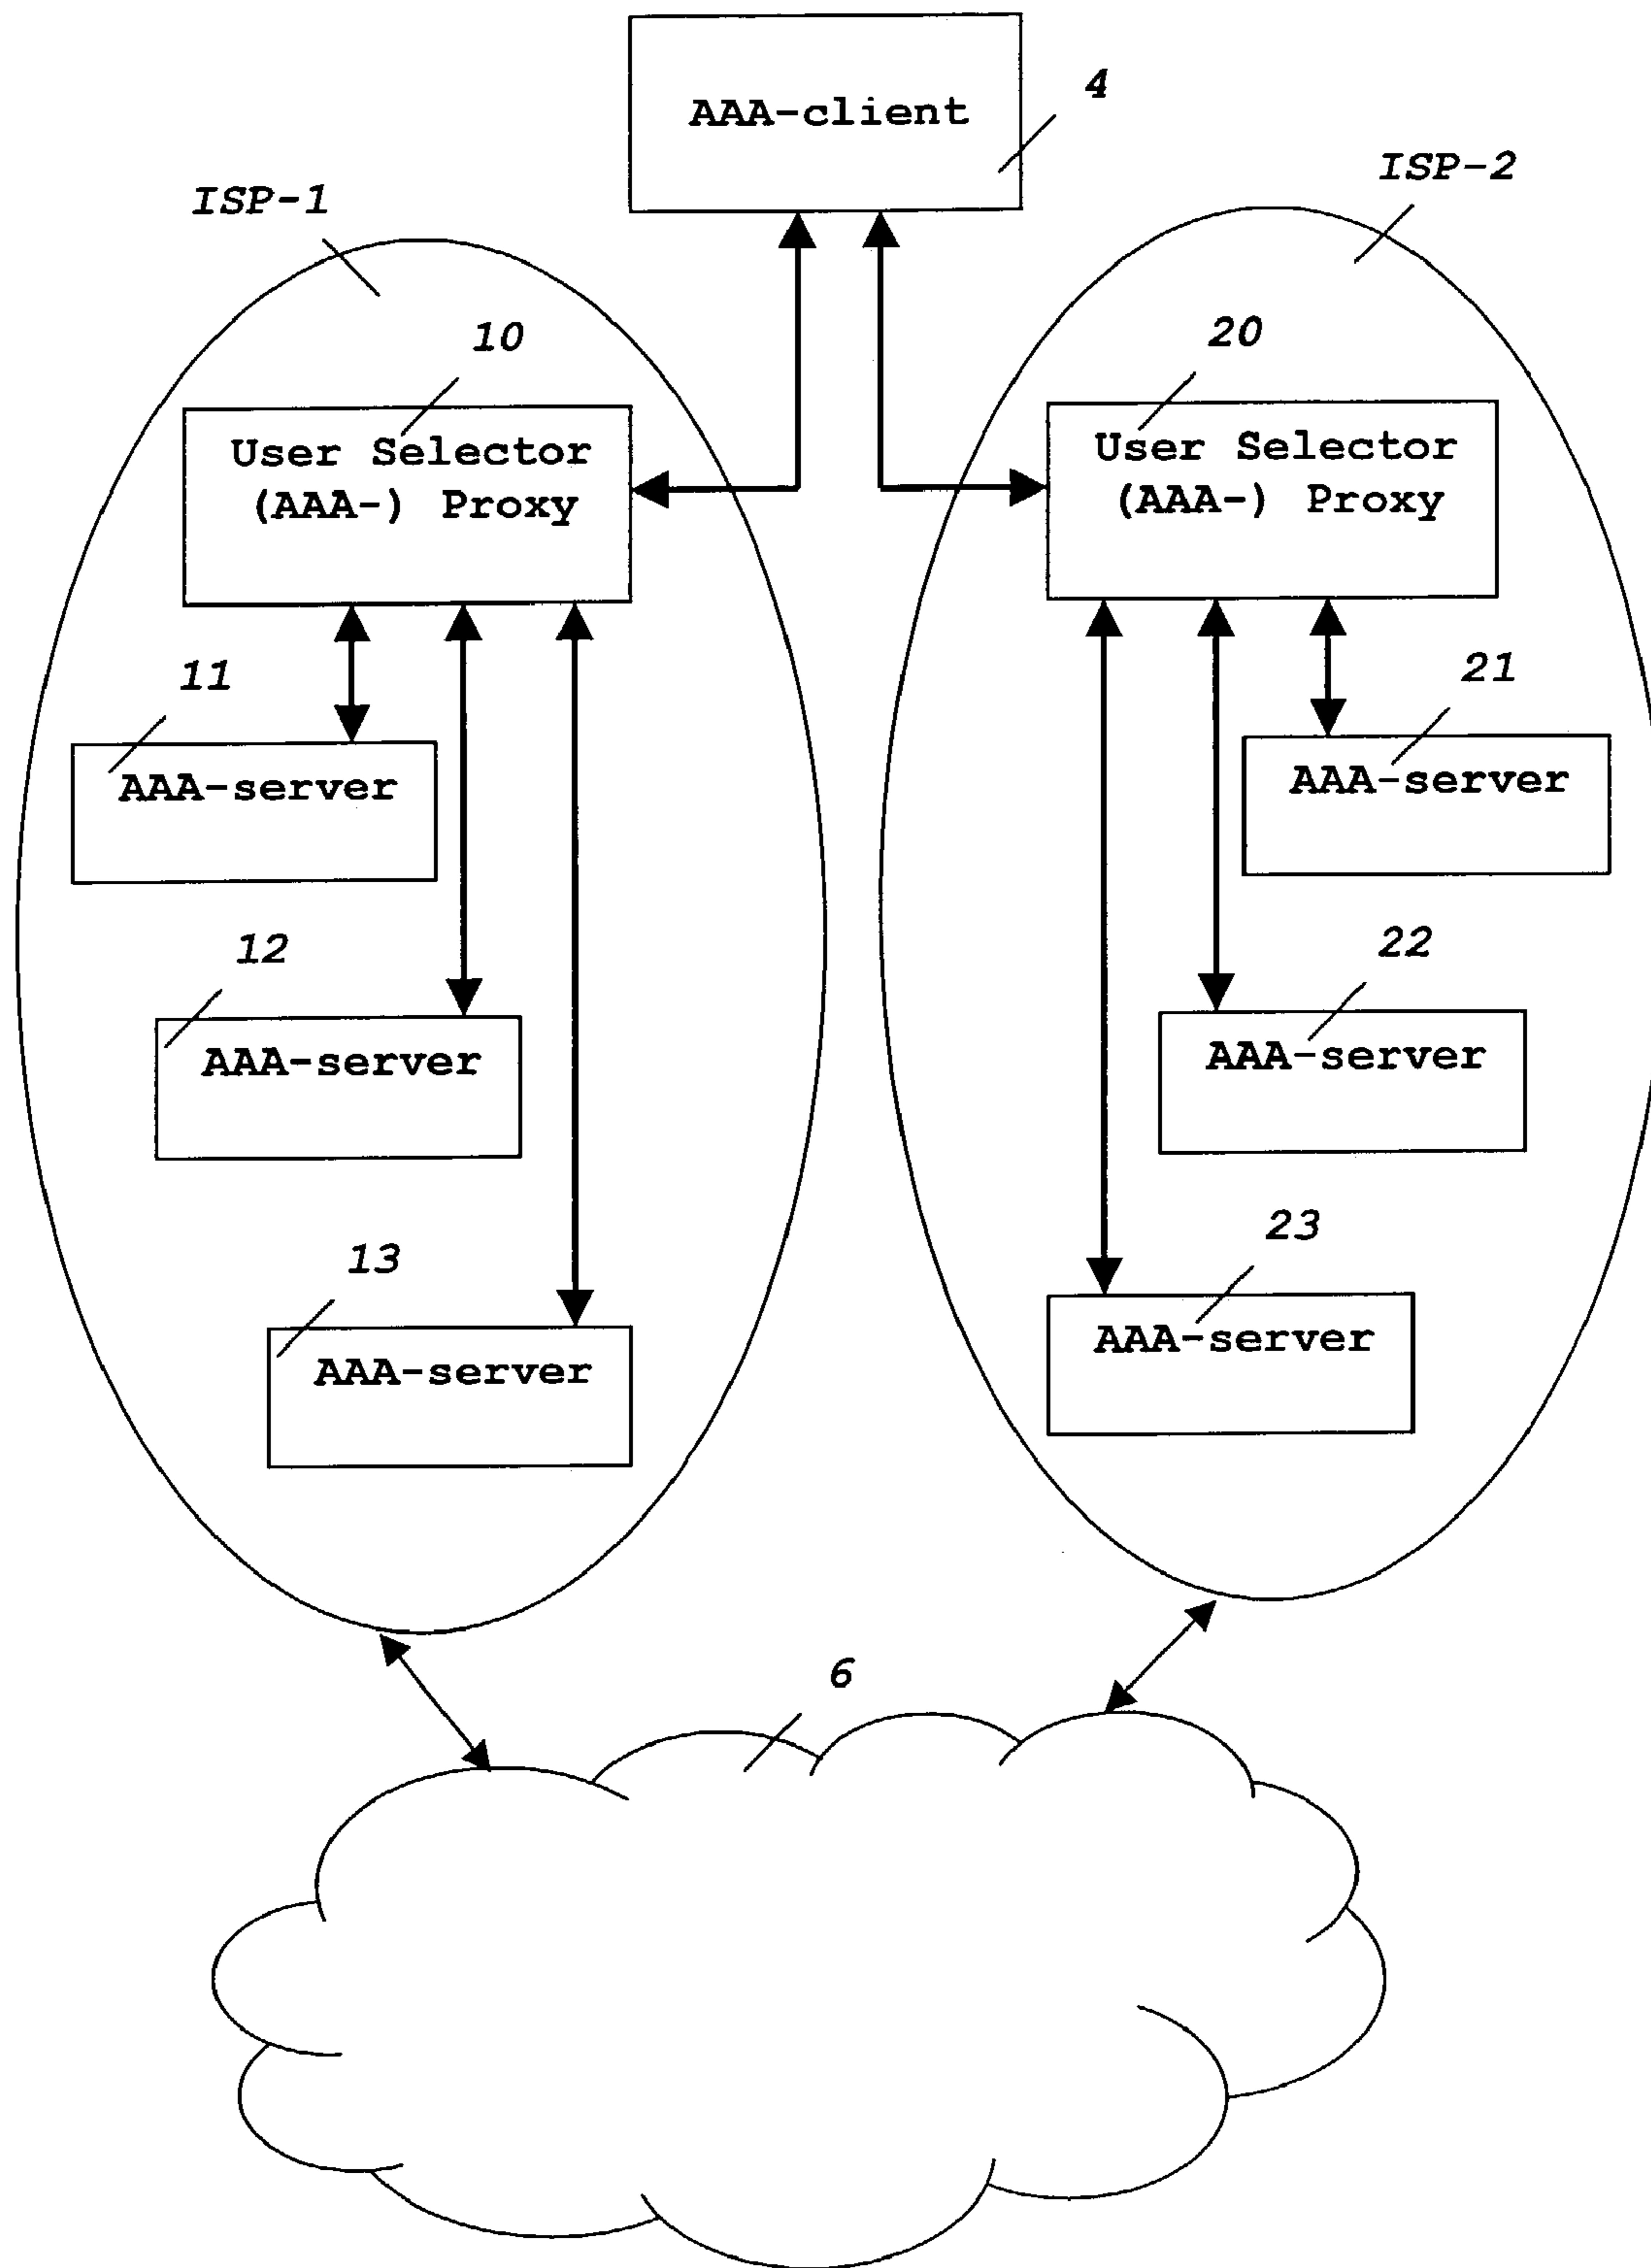 AAA-client
4
ISP-1
ISP-2
10
User Selector
(AAA-) Proxy
20
User Selector
(AAA-) Proxy
11
AAA-server
21
AAA-server
12
AAA-server
22
AAA-server
13
AAA-server
23
AAA-server
6